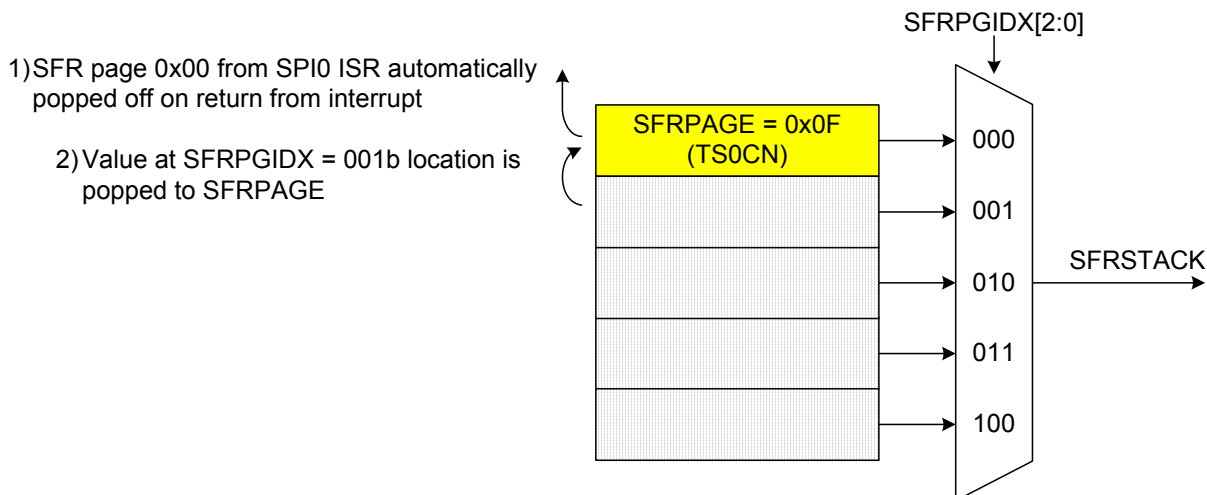 SFRPGIDX[2:0]
1) SFR page 0x00 from SPI0 ISR automatically
popped off on return from interrupt
2) Value at SFRPGIDX = 001b location is
popped to SFRPAGE
SFRPAGE = 0x0F
(TS0CN)
000
001
010
011
100
SFRSTACK